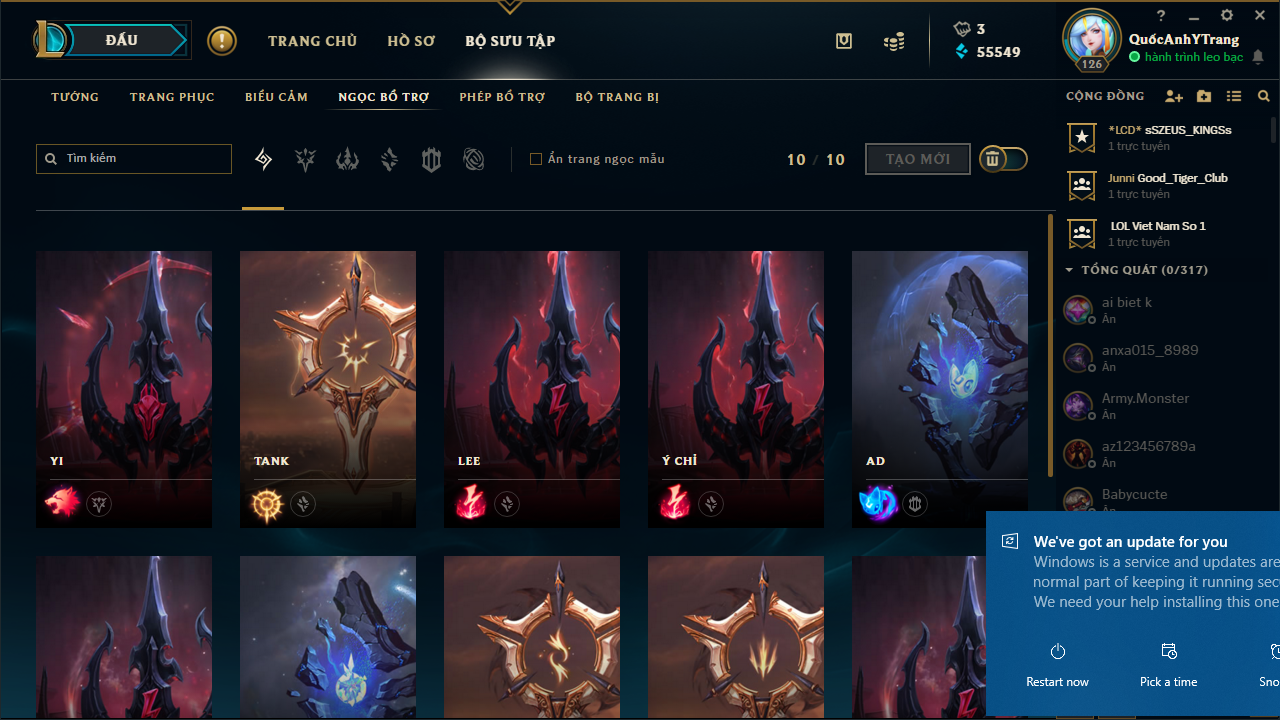 ĐẤU
!
TRANG CHỦ
HỒ SƠ
BỘ SƯU TẬP
3
55549
?
126
QuốcAnhYTrang
hành trình leo bạc
TƯỚNG
TRANG PHỤC
BIỂU CẢM
NGỌC BỔ TRỢ
PHÉP BỔ TRỢ
BỘ TRANG BỊ
CỘNG ĐỒNG
Tìm kiếm
Ẩn trang ngọc mẫu
10 / 10
TẠO MỚI
*LCD* sSZEUS_KINGSs
1 trực tuyến
Junni Good_Tiger_Club
1 trực tuyến
LOL Viet Nam So 1
1 trực tuyến
TỔNG QUÁT (0/317)
ai biet k
Ẩn
anxa015_8989
Ẩn
Army.Monster
Ẩn
az123456789a
Ẩn
Babycucte
Ẩn
YI
TANK
LEE
Ý CHỈ
AD
We've got an update for you
Windows is a service and updates are
normal part of keeping it running sec
We need your help installing this one
Restart now
Pick a time
Sno